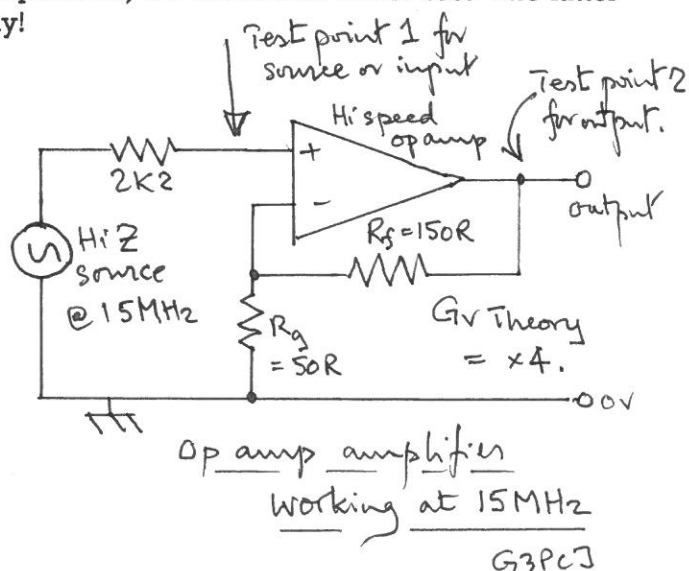 y!
Test point 1 for
source or input
Test point 2
for output.
Hi speed
op amp
+
-
2K2
output
Rf = 150R
Hi Z
source
@ 15MHz
Rg
= 50R
Gv Theory
= x4.
0V
Op amp amplifier
working at 15MHz
G3PCJ